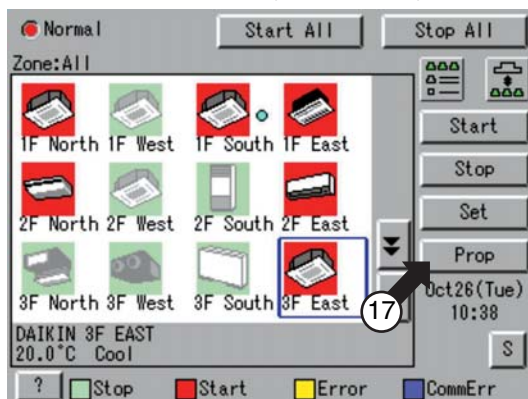 Normal Start All Stop All
Zone:All
1F North 1F West 1F South 1F East
Start
Stop
2F North 2F West 2F South 2F East
Set
Prop
3F North 3F West 3F South 3F East
17
Oct26(Tue)
10:38
DAIKIN 3F EAST
20.0°C Cool
S
? Stop Start Error CommErr